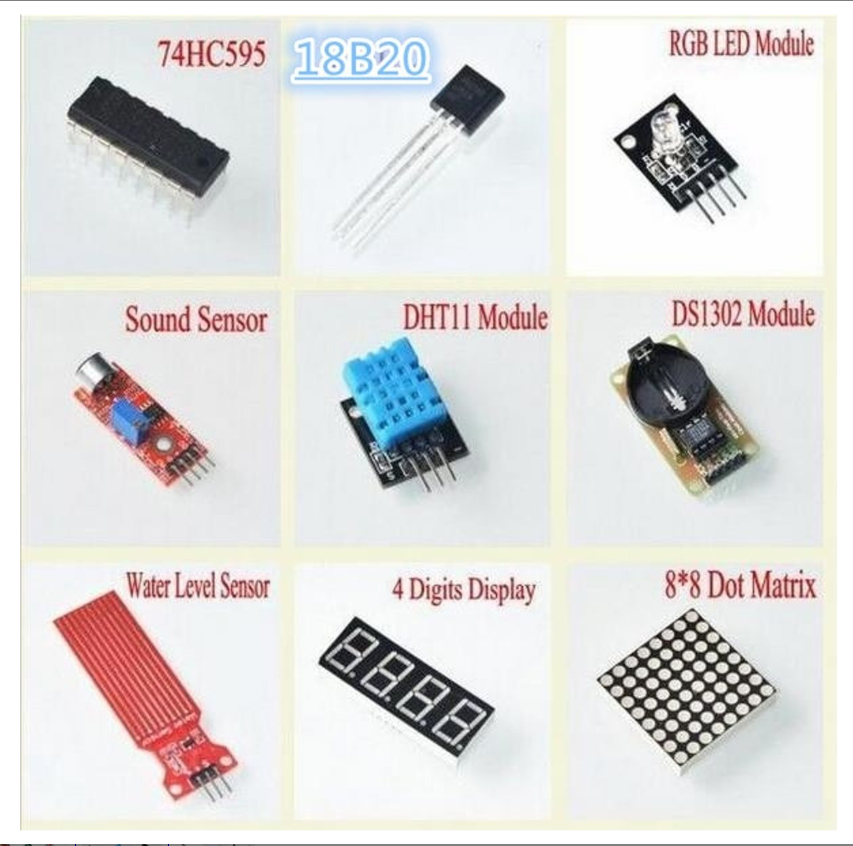 74HC595
18B20
RGB LED Module
Sound Sensor
DHT11 Module
DS1302 Module
Water Level Sensor
4 Digits Display
8*8 Dot Matrix